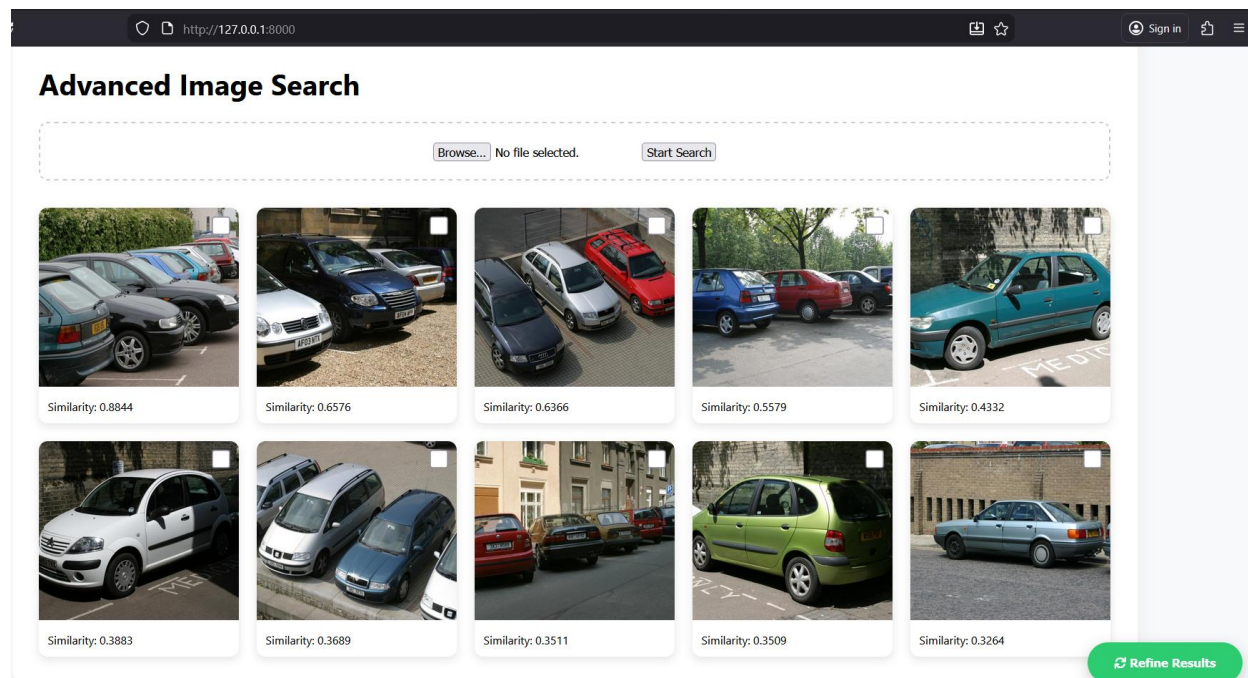 http://127.0.0.1:8000
Sign in
Advanced Image Search
Browse... No file selected. Start Search
AP03NTX
MEDIC
Similarity: 0.8844
Similarity: 0.6576
Similarity: 0.6366
Similarity: 0.5579
Similarity: 0.4332
Similarity: 0.3883
Similarity: 0.3689
Similarity: 0.3511
Similarity: 0.3509
Similarity: 0.3264
Refine Results